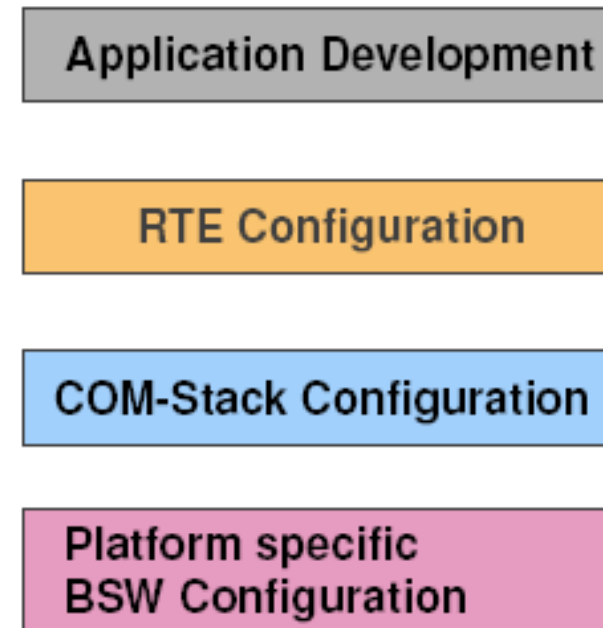 Application Development
RTE Configuration
COM-Stack Configuration
Platform specific
BSW Configuration